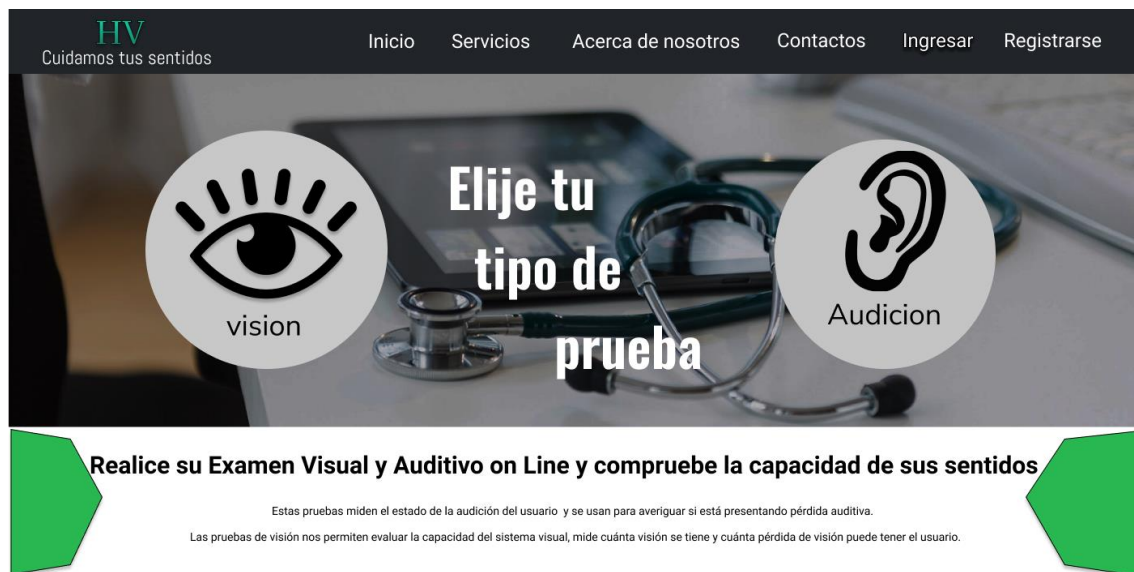 HV
Cuidamos tus sentidos
Inicio Servicios Acerca de nosotros Contactos Ingresar Registrarse
Elije tu
tipo de
prueba
vision
Audicion
Realice su Examen Visual y Auditivo on Line y compruebe la capacidad de sus sentidos
Estas pruebas miden el estado de la audición del usuario y se usan para averiguar si está presentando pérdida auditiva.
Las pruebas de visión nos permiten evaluar la capacidad del sistema visual, mide cuánta visión se tiene y cuánta pérdida de visión puede tener el usuario.